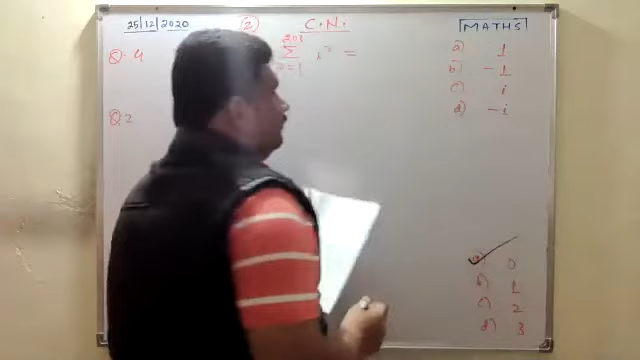 25/12/2020 (2) C.N. MATHS
Q.4 i = a) 1
b) -1
c) i
d) -i
Q.2
a) 0
b) 1
c) 2
d) 3